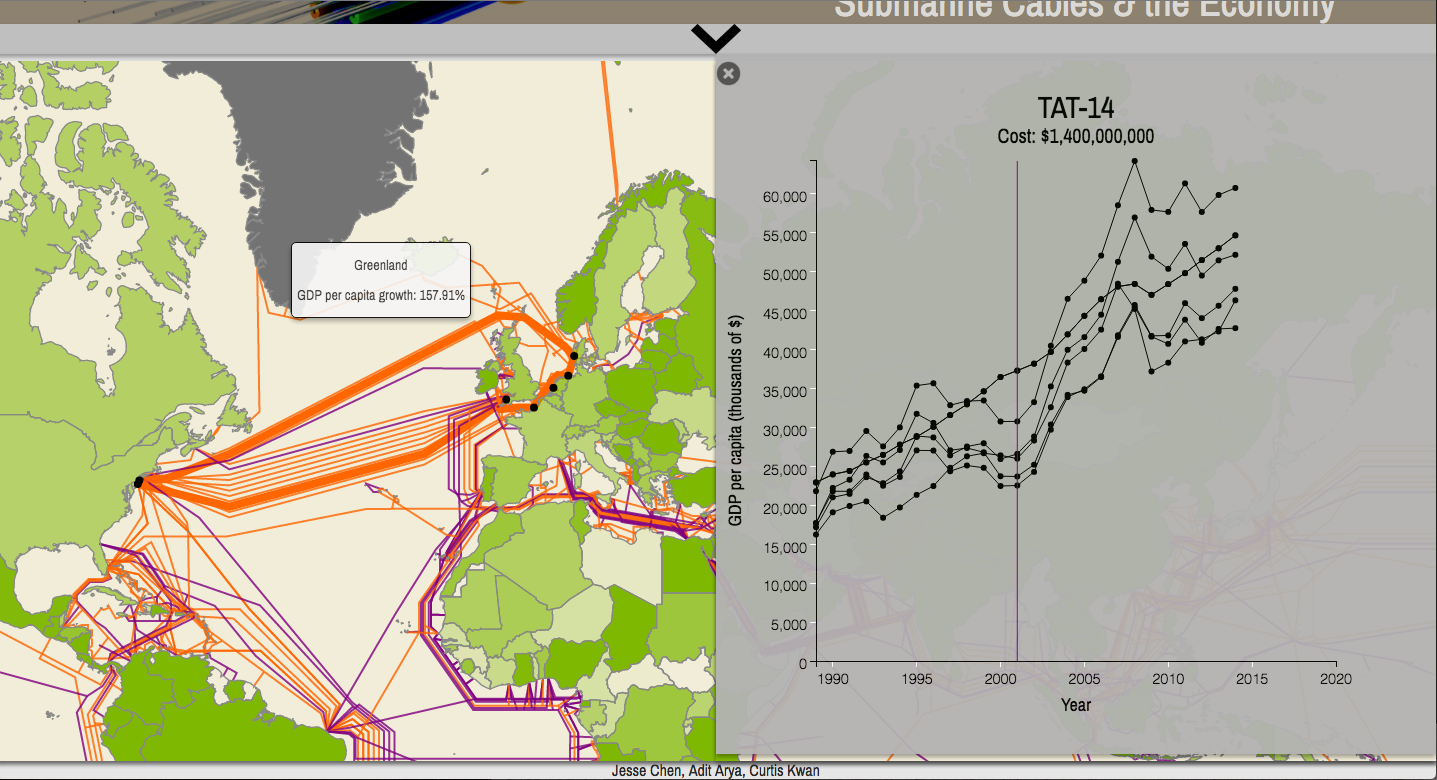 Submarine Cables & the Economy
Greenland
GDP per capita growth: 157.91%
TAT-14
Cost: $1,400,000,000
GDP per capita (thousands of $)
60,000
55,000
50,000
45,000
40,000
35,000
30,000
25,000
20,000
15,000
10,000
5,000
0
1990
1995
2000
2005
2010
2015
2020
Year
Jesse Chen, Adit Arya, Curtis Kwan